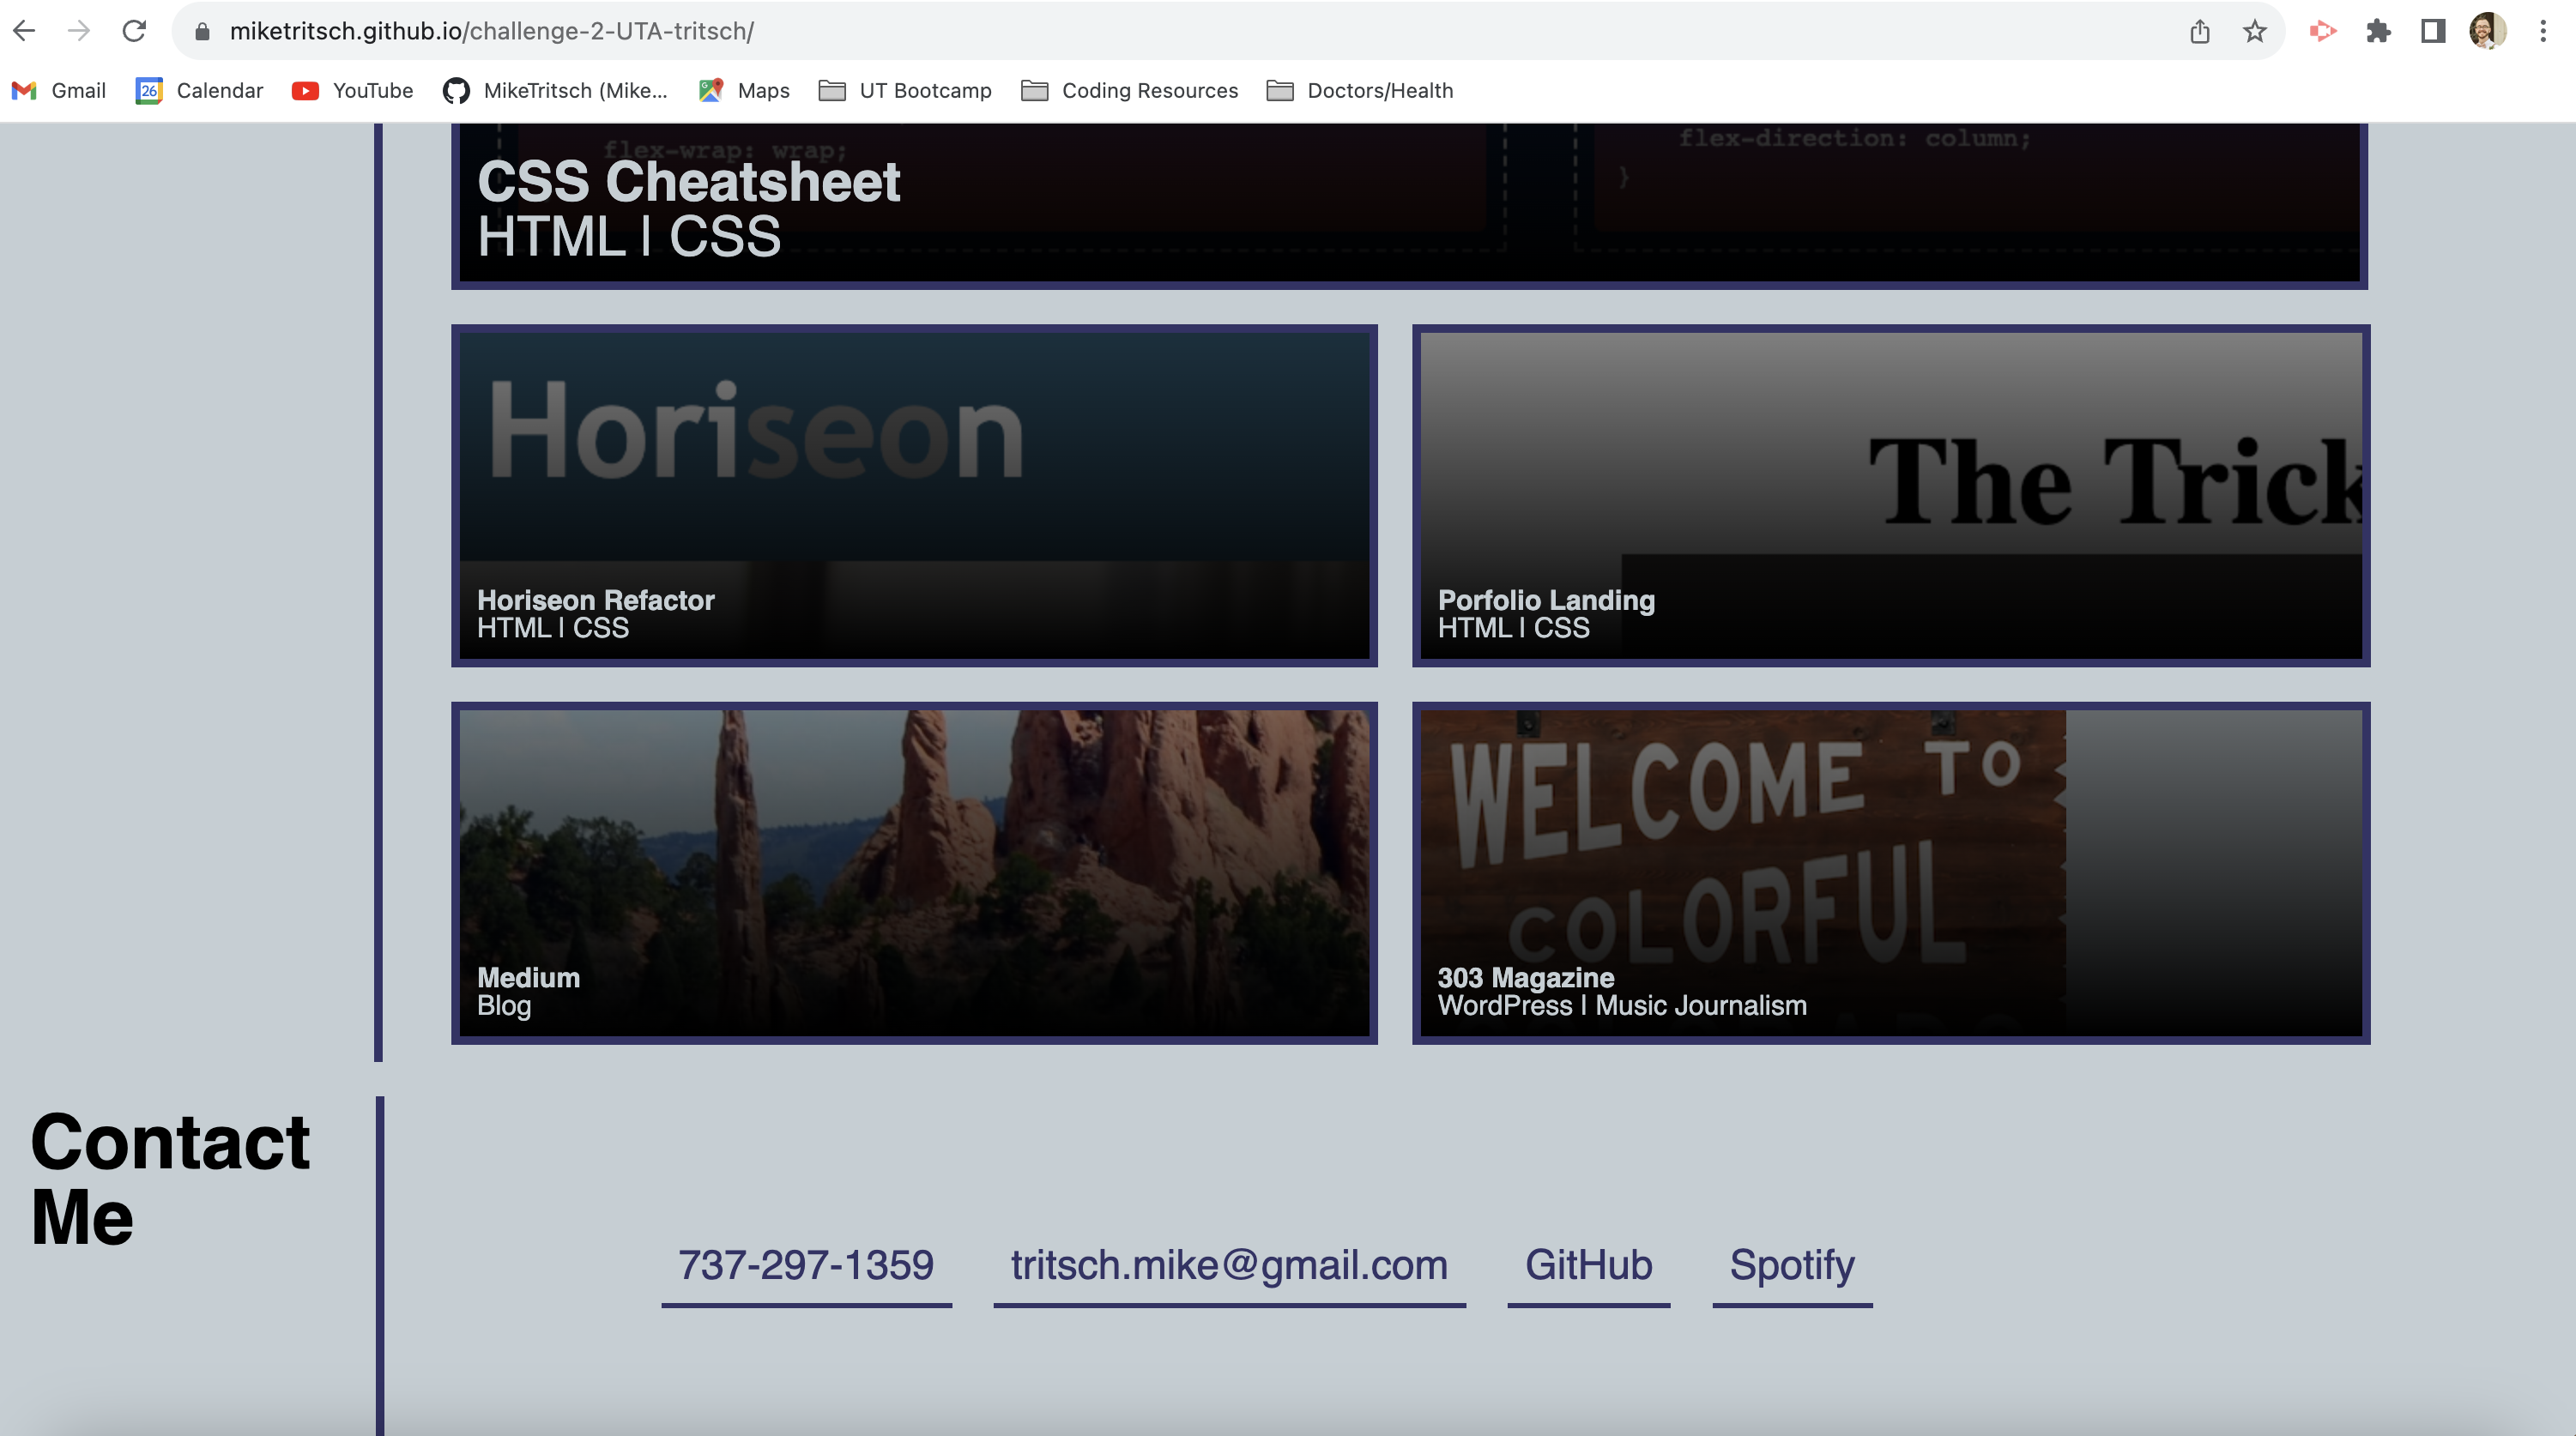 miketritsch.github.io/challenge-2-UTA-tritsch/
Gmail
26
Calendar
YouTube
MikeTritsch (Mike...
Maps
UT Bootcamp
Coding Resources
Doctors/Health
flex-wrap: wrap;
flex-direction: column;
}
CSS Cheatsheet
HTML | CSS
Horiseon
Horiseon Refactor
HTML | CSS
The Trick
Porfolio Landing
HTML | CSS
Medium
Blog
WELCOME TO
COLORFUL
303 Magazine
WordPress | Music Journalism
Contact
Me
737-297-1359
tritsch.mike@gmail.com
GitHub
Spotify